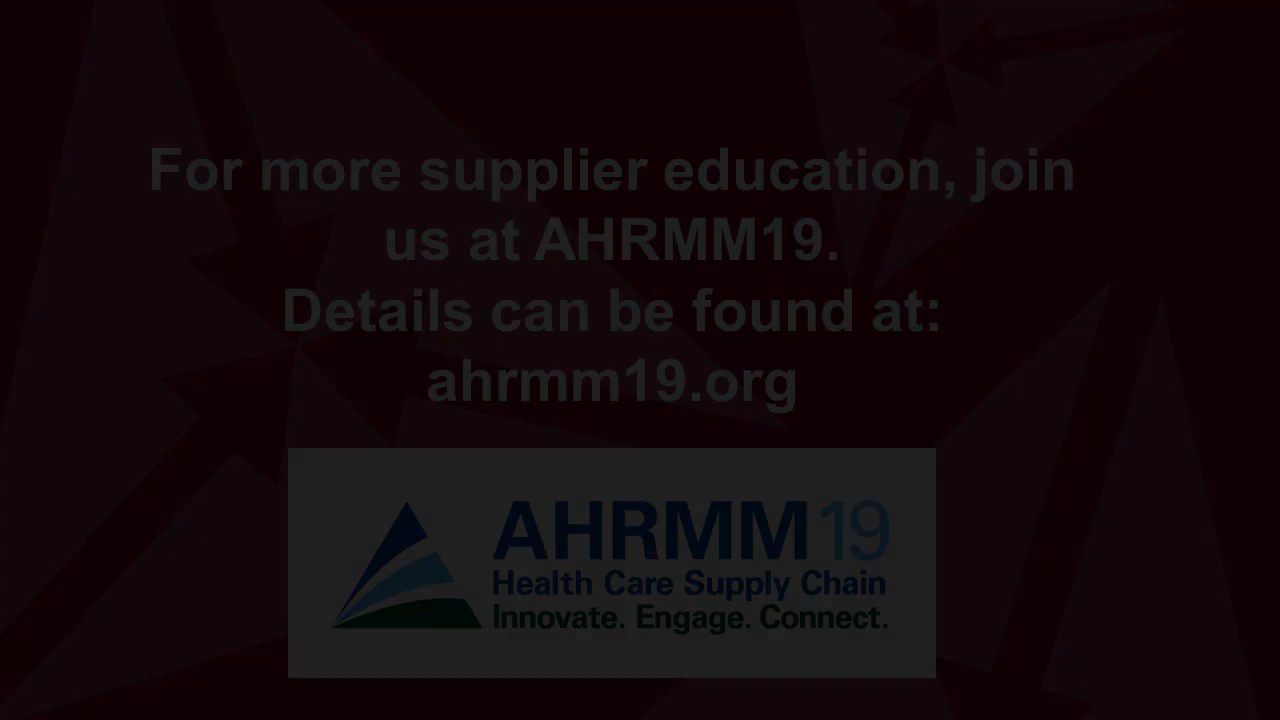 For more supplier education, join
us at AHRMM19.
Details can be found at:
ahrmm19.org
AHRMM19
Health Care Supply Chain
Innovate. Engage. Connect.